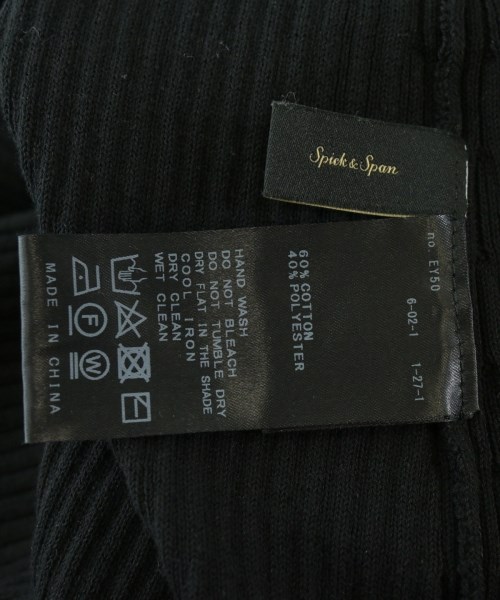 Spick & Span
no. EY50
6-02-1
1-27-1
60% COTTON
40% POLYESTER
HAND WASH
DO NOT BLEACH
DO NOT TUMBLE DRY
DRY FLAT IN THE SHADE
COOL IRON
DRY CLEAN
WET CLEAN
F
W
MADE IN CHINA